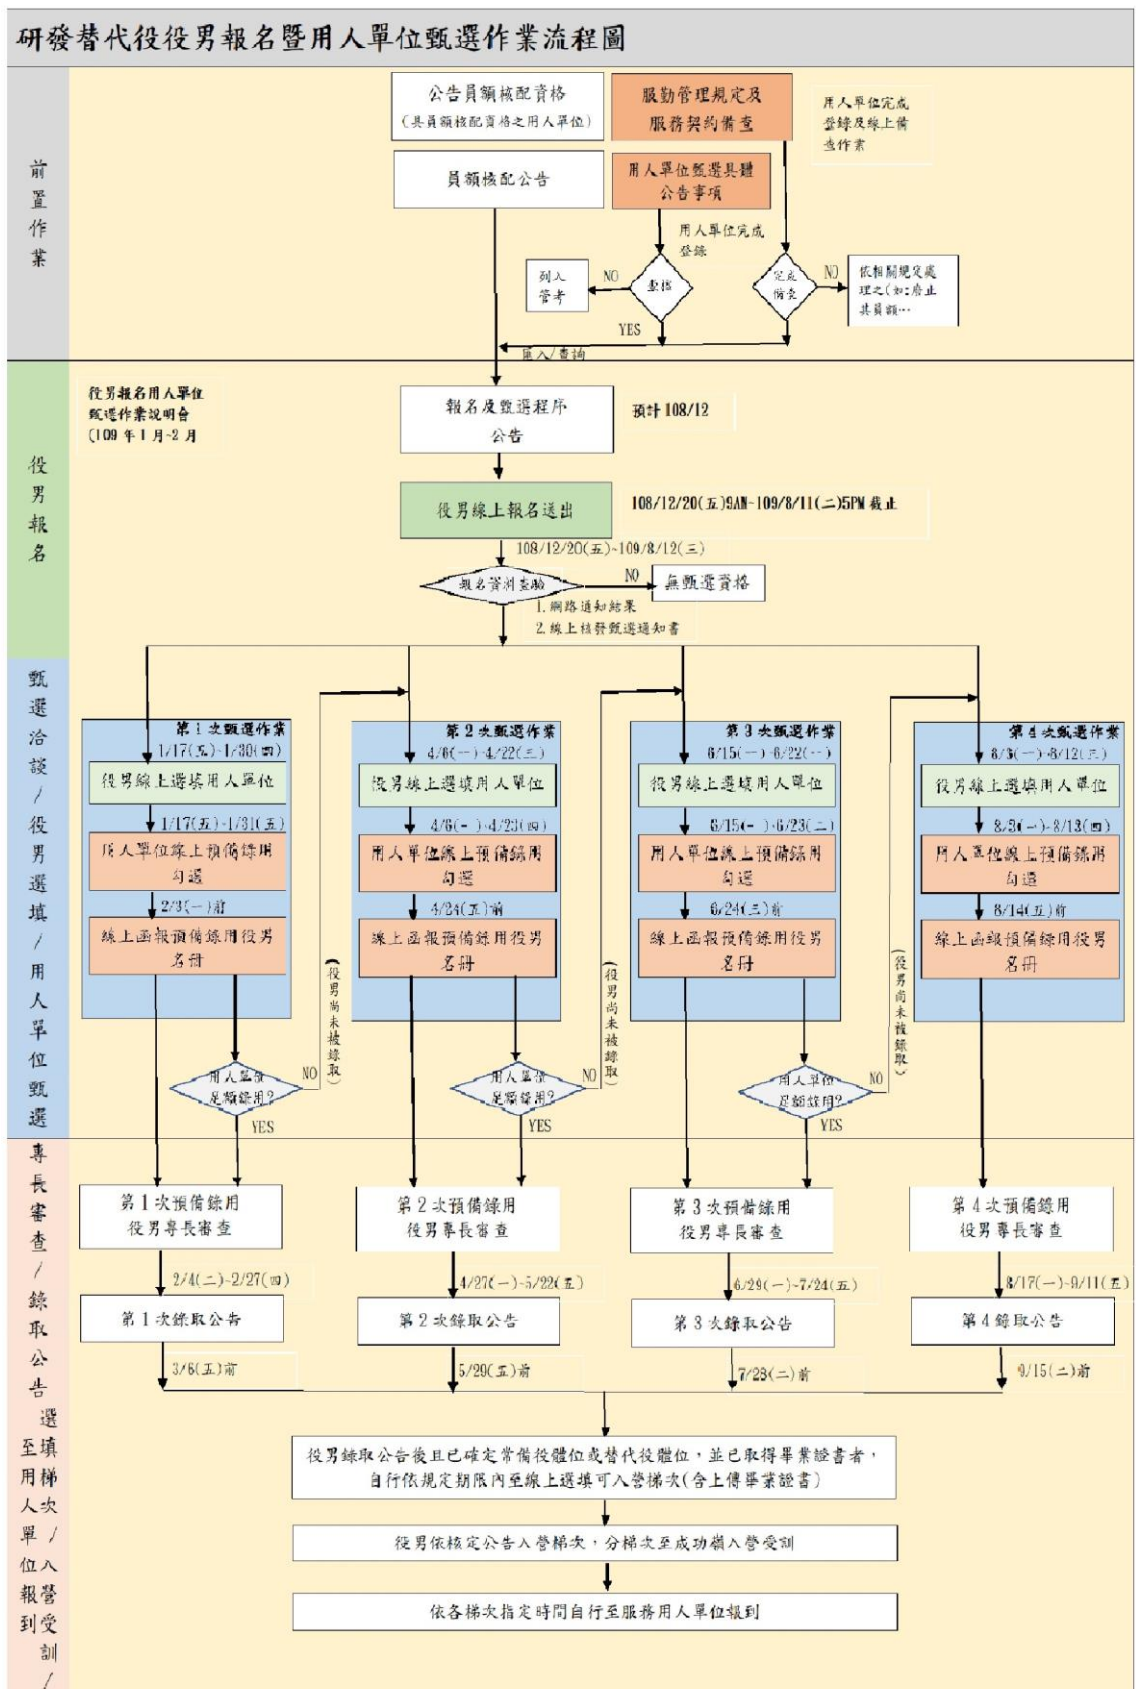 研發替代役役男報名暨用人單位甄選作業流程圖
前置作業
公告員額核配資格
(具員額核配資格之用人單位)
服勤管理規定及
服務契約備查
用人單位完成
登錄及線上備
查作業
員額核配公告
用人單位甄選具體
公告事項
用人單位完成
登錄
列入
管考
NO
YES
完成
備查
NO
依相關規定處
理之(如:廢止
其員額…
匯入/查詢
役男報名
役男報名用人單位
甄選作業說明會
(109 年 1 月~2 月
報名及甄選程序
公告
預計 108/12
役男線上報名送出
108/12/20(五)9AM~109/8/11(二)5PM 截止
108/12/20(五)~109/8/12(三)
報名資料查驗
NO
無甄選資格
1. 網路通知結果
2. 線上核發甄選通知書
甄選洽談/役男選填/用人單位甄選
第 1 次甄選作業
1/17(五)~1/30(四)
役男線上選填用人單位
1/17(五)~1/31(五)
用人單位線上預備錄用
勾選
2/3(一)前
線上函報預備錄用役男
名冊
(役男尚未被錄取)
用人單位
足額錄用?
NO
YES
第 2 次甄選作業
4/6(一)~4/22(三)
役男線上選填用人單位
4/6(一)~4/23(四)
用人單位線上預備錄用
勾選
4/24(五)前
線上函報預備錄用役男
名冊
(役男尚未被錄取)
用人單位
足額錄用?
NO
YES
第 3 次甄選作業
6/15(一)~6/22(一)
役男線上選填用人單位
6/15(一)~6/23(二)
用人單位線上預備錄用
勾選
6/24(三)前
線上函報預備錄用役男
名冊
(役男尚未被錄取)
用人單位
足額錄用?
NO
YES
第 4 次甄選作業
8/3(一)~8/12(三)
役男線上選填用人單位
8/3(一)~8/13(四)
用人單位線上預備錄用
勾選
8/14(五)前
線上函報預備錄用役男
名冊
專長審查/錄取公告
第 1 次預備錄用
役男專長審查
2/4(二)~2/27(四)
第 1 次錄取公告
3/6(五)前
第 2 次預備錄用
役男專長審查
4/27(一)~5/22(五)
第 2 次錄取公告
5/29(五)前
第 3 次預備錄用
役男專長審查
6/29(一)~7/24(五)
第 3 次錄取公告
7/28(二)前
第 4 次預備錄用
役男專長審查
8/17(一)~9/11(五)
第 4 錄取公告
9/15(二)前
選填梯次/入營受訓/
至用人單位報到
役男錄取公告後且已確定常備役體位或替代役體位，並已取得畢業證書者，
自行依規定期限內至線上選填可入營梯次(含上傳畢業證書)
役男依核定公告入營梯次，分梯次至成功嶺入營受訓
依各梯次指定時間自行至服務用人單位報到